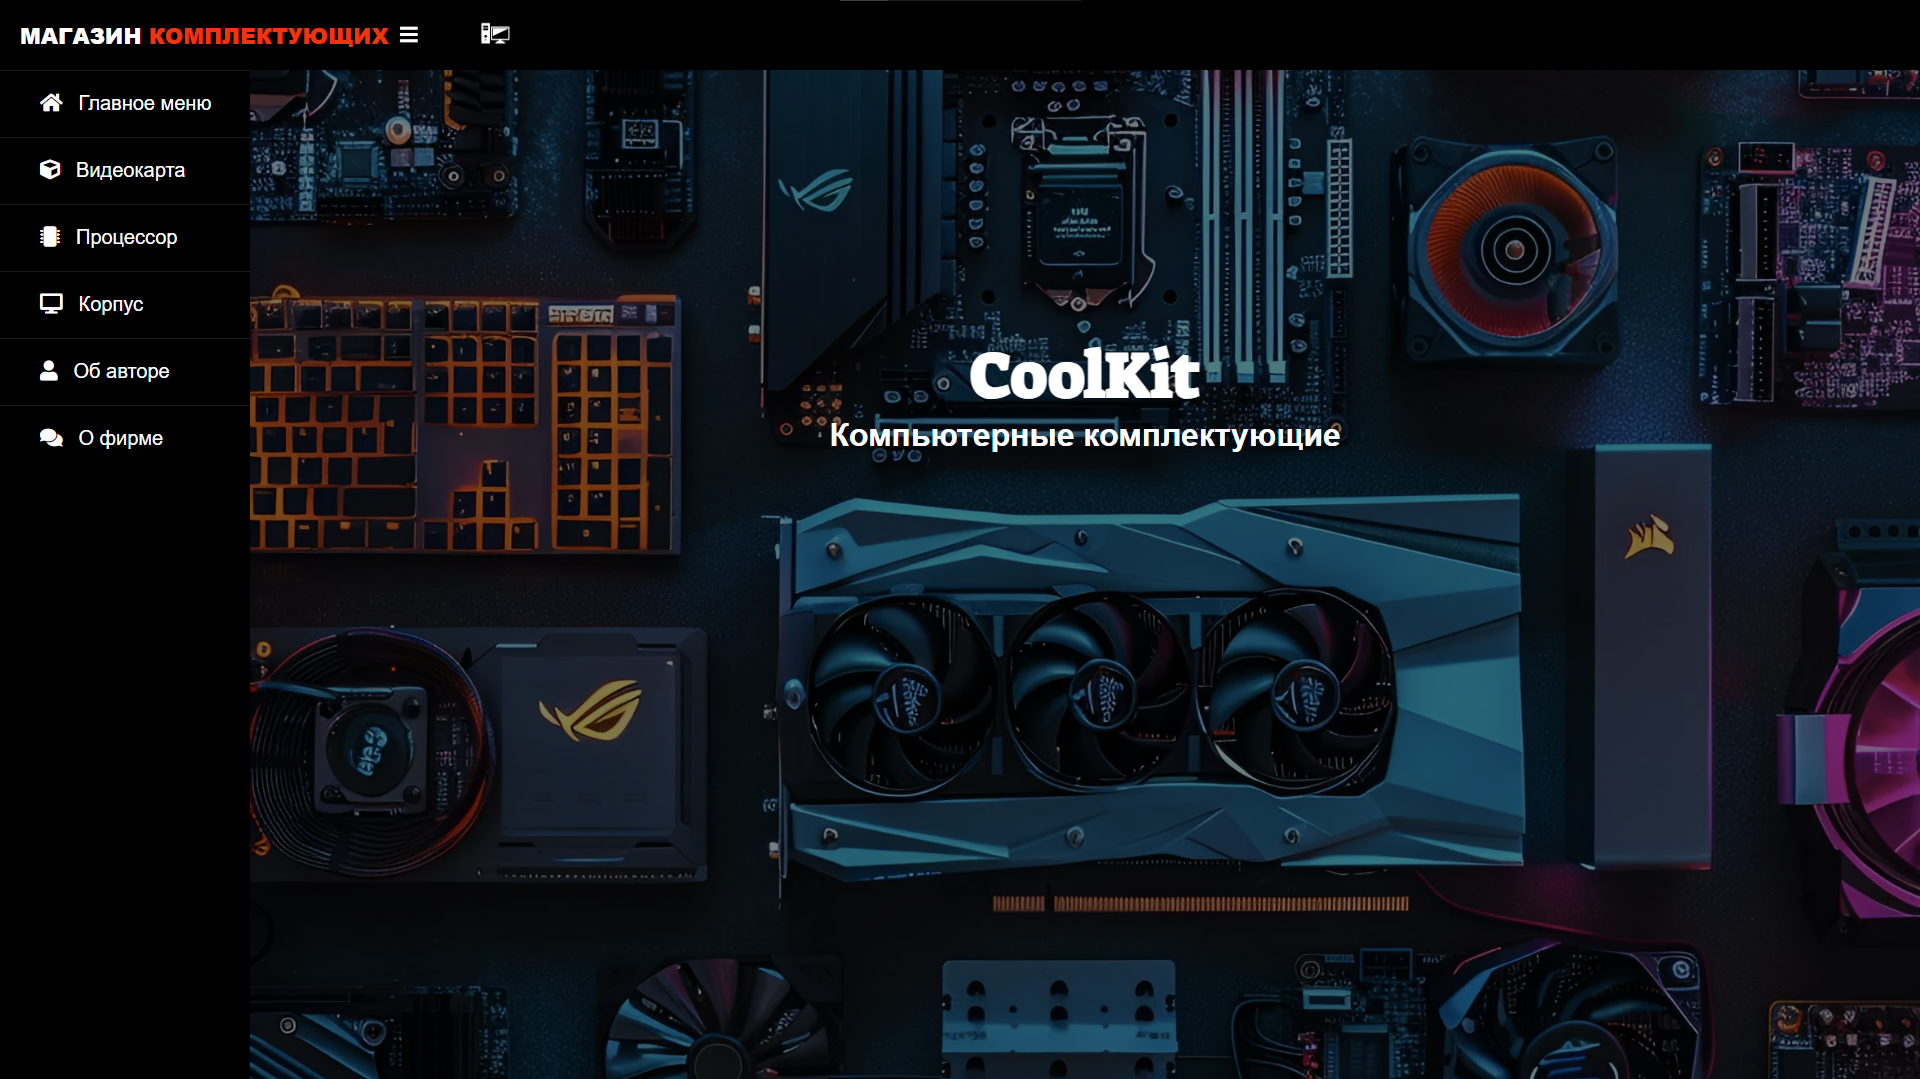 МАГАЗИН КОМПЛЕКТУЮЩИХ
Главное меню
Видеокарта
Процессор
Корпус
Об авторе
О фирме
CoolKit
Компьютерные комплектующие